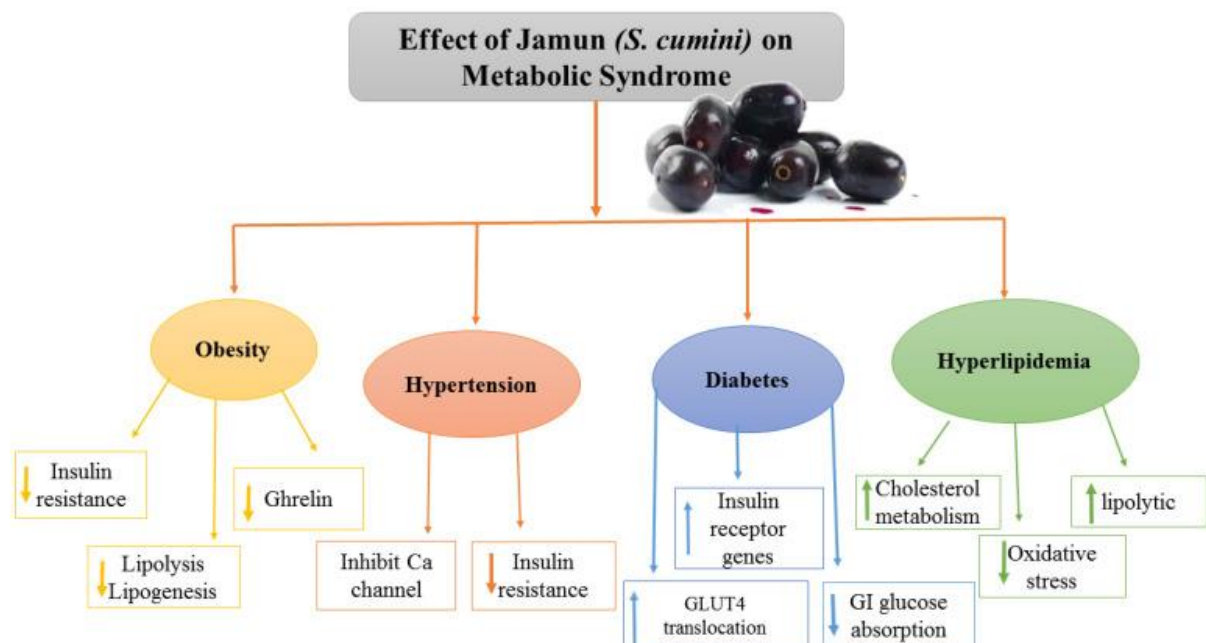 Effect of Jamun (S. cumini) on
Metabolic Syndrome
Obesity
Hypertension
Diabetes
Hyperlipidemia
Insulin
resistance
Ghrelin
Lipolysis
Lipogenesis
Inhibit Ca
channel
Insulin
resistance
Insulin
receptor
genes
GLUT4
translocation
GI glucose
absorption
Cholesterol
metabolism
Oxidative
stress
lipolytic